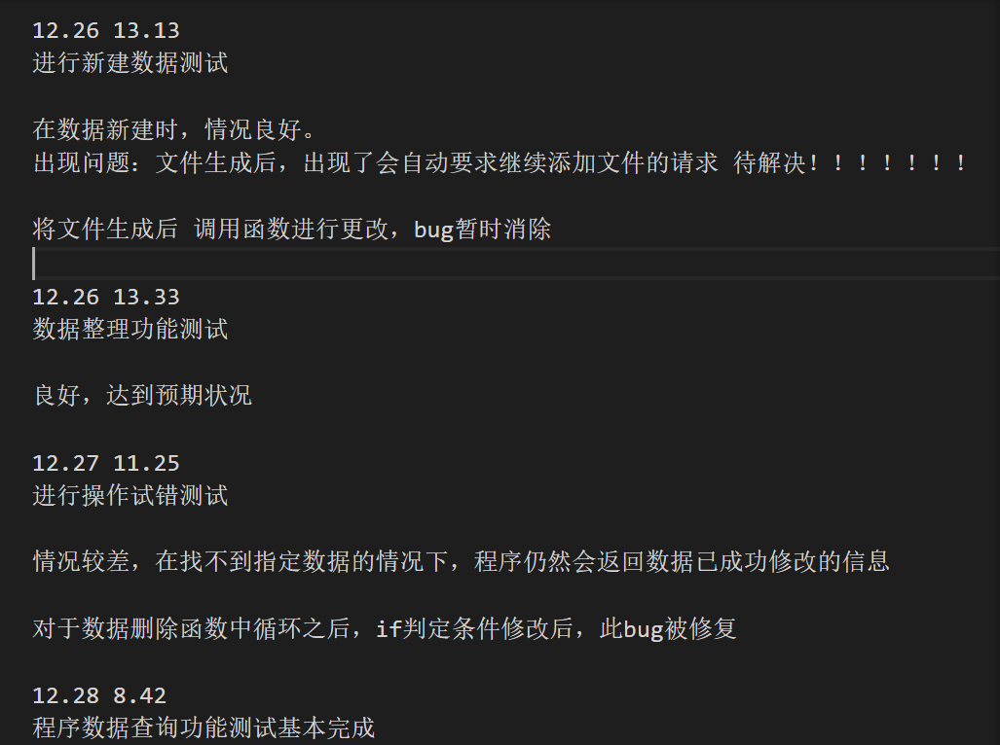 12.26 13.13
进行新建数据测试
在数据新建时，情况良好。
出现问题：文件生成后，出现了会自动要求继续添加文件的请求 待解决！！！！！！！
将文件生成后 调用函数进行更改，bug暂时消除
12.26 13.33
数据整理功能测试
良好，达到预期状况
12.27 11.25
进行操作试错测试
情况较差，在找不到指定数据的情况下，程序仍然会返回数据已成功修改的信息
对于数据删除函数中循环之后，if判定条件修改后，此bug被修复
12.28 8.42
程序数据查询功能测试基本完成